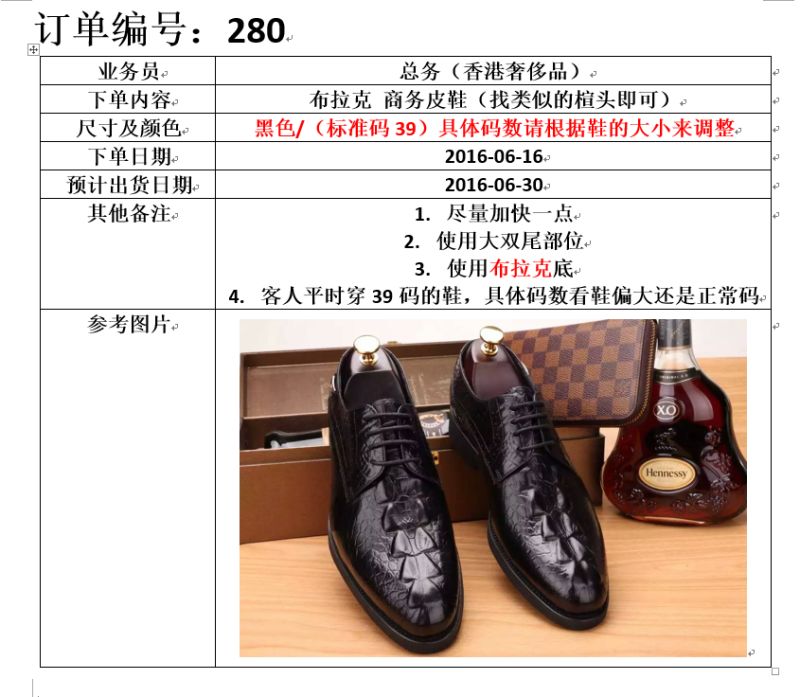 订单编号：280
业务员 总务（香港奢侈品）
下单内容 布拉克 商务皮鞋（找类似的楦头即可）
尺寸及颜色 黑色/（标准码 39）具体码数请根据鞋的大小来调整
下单日期 2016-06-16
预计出货日期 2016-06-30
其他备注 1. 尽量加快一点
2. 使用大双尾部位
3. 使用布拉克底
4. 客人平时穿 39 码的鞋，具体码数看鞋偏大还是正常码
参考图片
XO
Hennessy